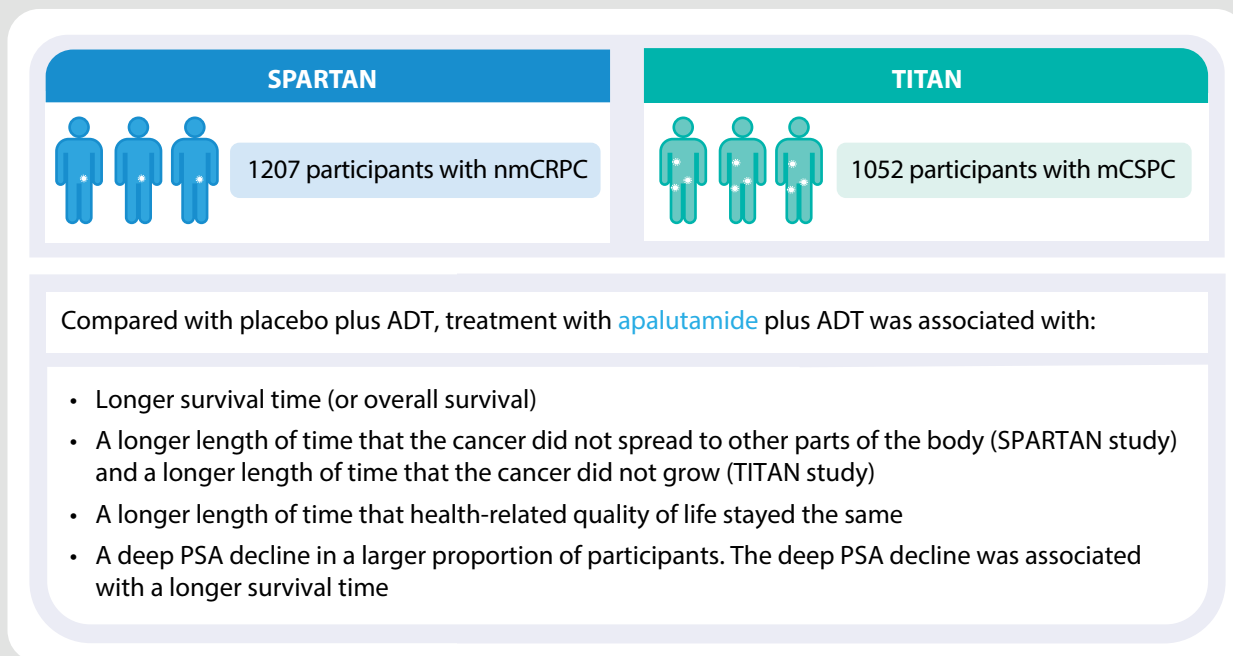 SPARTAN
1207 participants with nmCRPC
TITAN
1052 participants with mCSPC
Compared with placebo plus ADT, treatment with apalutamide plus ADT was associated with:
• Longer survival time (or overall survival)
• A longer length of time that the cancer did not spread to other parts of the body (SPARTAN study)
and a longer length of time that the cancer did not grow (TITAN study)
• A longer length of time that health-related quality of life stayed the same
• A deep PSA decline in a larger proportion of participants. The deep PSA decline was associated
with a longer survival time